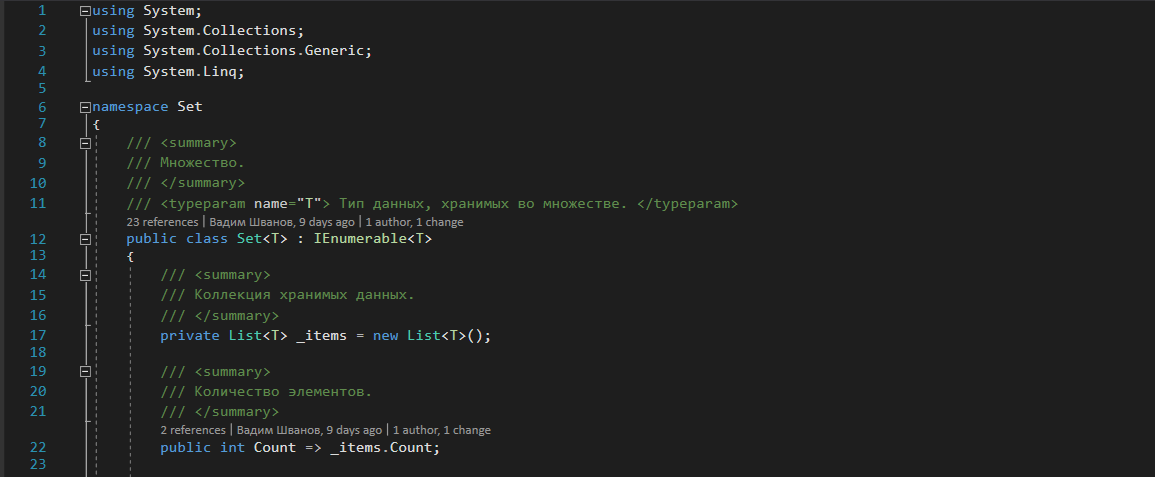 1 using System;
2 using System.Collections;
3 using System.Collections.Generic;
4 using System.Linq;
5
6 namespace Set
7 {
8 /// <summary>
9 /// Множество.
10 /// </summary>
11 /// <typeparam name="T"> Тип данных, хранимых во множестве. </typeparam>
23 references | Вадим Шванов, 9 days ago | 1 author, 1 change
12 public class Set<T> : IEnumerable<T>
13 {
14 /// <summary>
15 /// Коллекция хранимых данных.
16 /// </summary>
17 private List<T> _items = new List<T>();
18
19 /// <summary>
20 /// Количество элементов.
21 /// </summary>
2 references | Вадим Шванов, 9 days ago | 1 author, 1 change
22 public int Count => _items.Count;
23